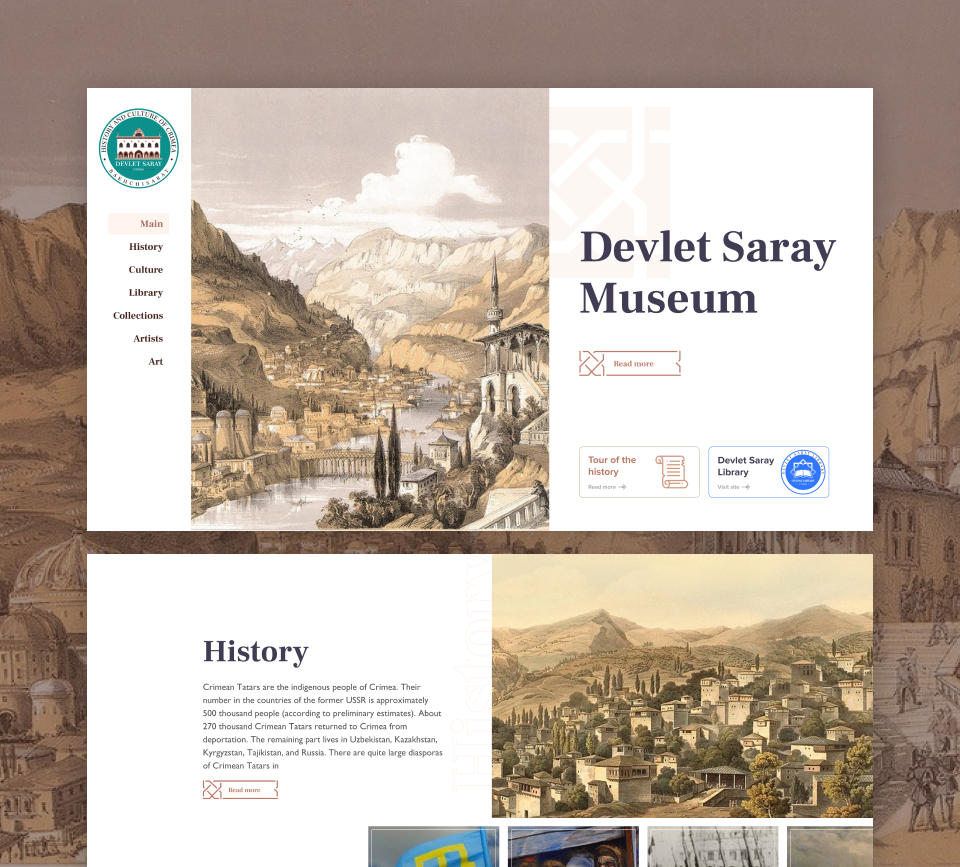 HISTORY AND CULTURE OF CRIMEA
DEVLET SARAY
BAKHCHISARAY
Main
History
Culture
Library
Collections
Artists
Art
Devlet Saray
Museum
Read more
Tour of the
history
Read more
Devlet Saray
Library
Visit site
History
History
Crimean Tatars are the indigenous people of Crimea. Their
number in the countries of the former USSR is approximately
500 thousand people (according to preliminary estimates). About
270 thousand Crimean Tatars returned to Crimea from
deportation. The remaining part lives in Uzbekistan, Kazakhstan,
Kyrgyzstan, Tajikistan, and Russia. There are quite large diasporas
of Crimean Tatars in
Read more